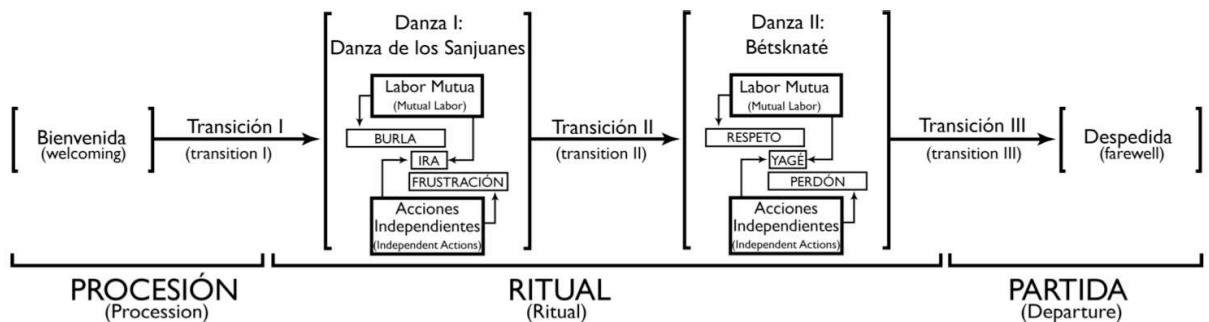 Bienvenida
(welcoming)
Transición I
(transition I)
Danza I:
Danza de los Sanjuanes
Labor Mutua
(Mutual Labor)
BURLA
IRA
FRUSTRACIÓN
Acciones
Independientes
(Independent Actions)
Transición II
(transition II)
Danza II:
Bétsknaté
Labor Mutua
(Mutual Labor)
RESPETO
YAGÉ
PERDÓN
Acciones
Independientes
(Independent Actions)
Transición III
(transition III)
Despedida
(farewell)
PROCESIÓN
(Procession)
RITUAL
(Ritual)
PARTIDA
(Departure)